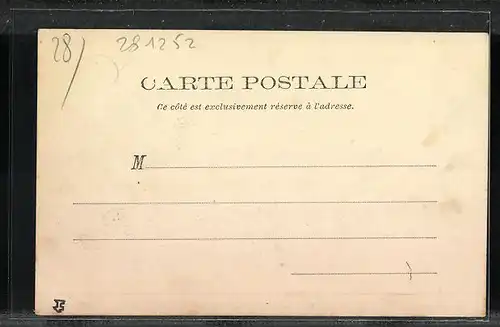 28/
281252
CARTE POSTALE
Ce côté est exclusivement réservé à l'adresse.
M